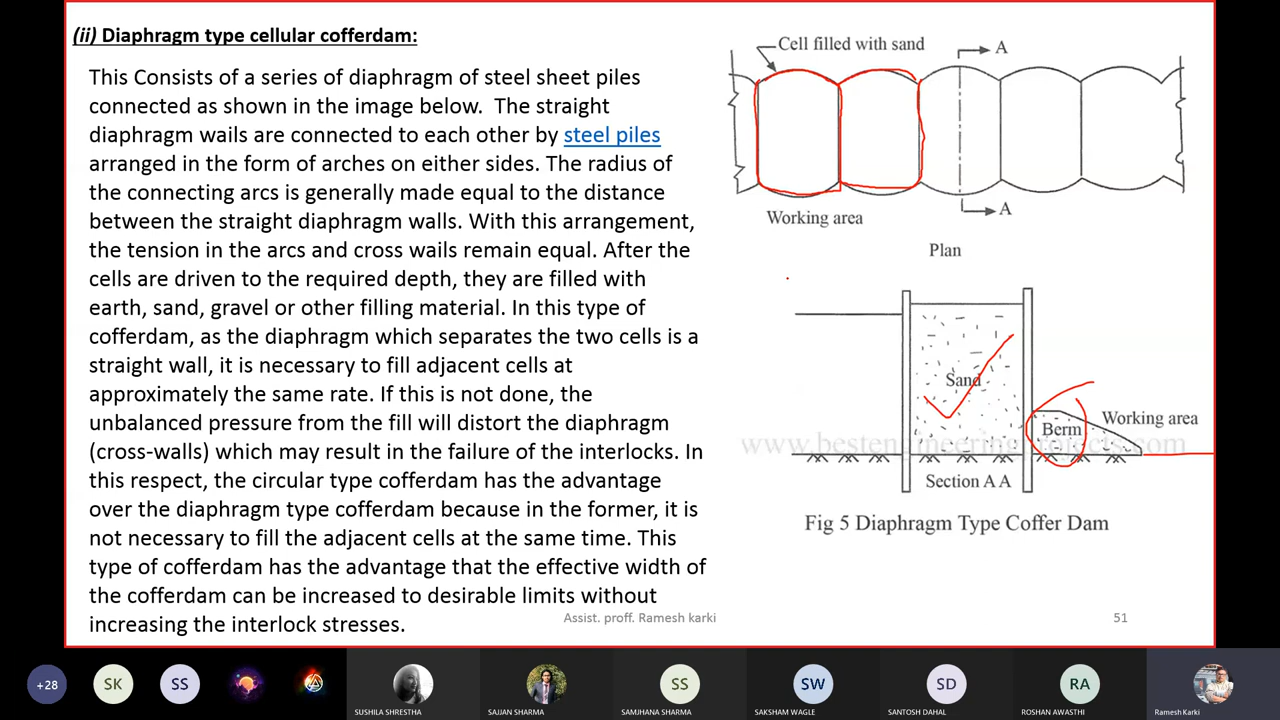 (ii) Diaphragm type cellular cofferdam:
This Consists of a series of diaphragm of steel sheet piles
connected as shown in the image below.  The straight
diaphragm wails are connected to each other by steel piles
arranged in the form of arches on either sides. The radius of
the connecting arcs is generally made equal to the distance
between the straight diaphragm walls. With this arrangement,
the tension in the arcs and cross wails remain equal. After the
cells are driven to the required depth, they are filled with
earth, sand, gravel or other filling material. In this type of
cofferdam, as the diaphragm which separates the two cells is a
straight wall, it is necessary to fill adjacent cells at
approximately the same rate. If this is not done, the
unbalanced pressure from the fill will distort the diaphragm
(cross-walls) which may result in the failure of the interlocks. In
this respect, the circular type cofferdam has the advantage
over the diaphragm type cofferdam because in the former, it is
not necessary to fill the adjacent cells at the same time. This
type of cofferdam has the advantage that the effective width of
the cofferdam can be increased to desirable limits without
increasing the interlock stresses.
Cell filled with sand
A
A
Working area
Plan
Sand
Berm
Working area
www.bestengineeringprojects.com
Section A A
Fig 5 Diaphragm Type Coffer Dam
Assist. proff. Ramesh karki
51
+28
SK
SS
SS
SW
SD
RA
SUSHILA SHRESTHA
SAJJAN SHARMA
SAMJHANA SHARMA
SAKSHAM WAGLE
SANTOSH DAHAL
ROSHAN AWASTHI
Ramesh Karki